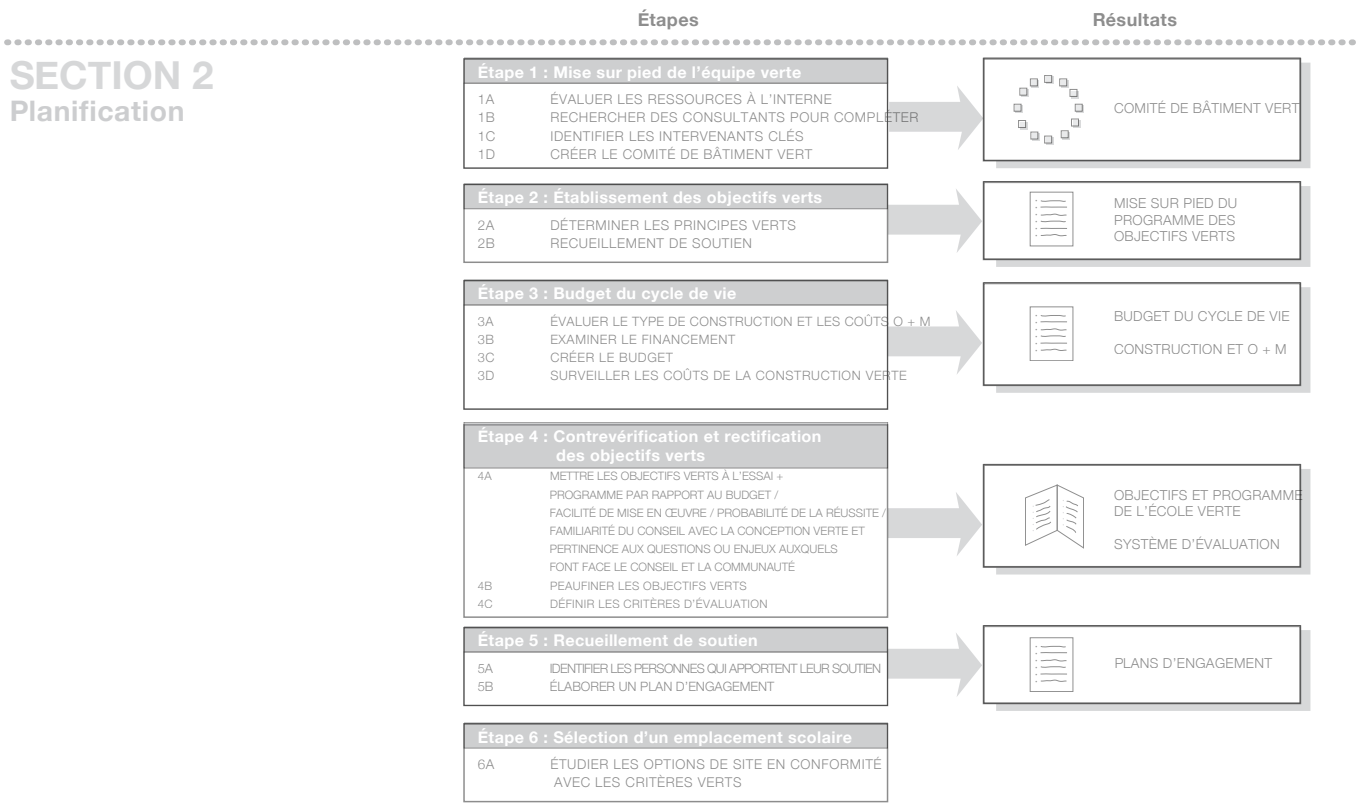 Étapes
Résultats
SECTION 2
Planification
Étape 1 : Mise sur pied de l'équipe verte
1A ÉVALUER LES RESSOURCES À L'INTERNE
1B RECHERCHER DES CONSULTANTS POUR COMPLÉTER
1C IDENTIFIER LES INTERVENANTS CLÉS
1D CRÉER LE COMITÉ DE BÂTIMENT VERT
COMITÉ DE BÂTIMENT VERT
Étape 2 : Établissement des objectifs verts
2A DÉTERMINER LES PRINCIPES VERTS
2B RECUEILLEMENT DE SOUTIEN
MISE SUR PIED DU
PROGRAMME DES
OBJECTIFS VERTS
Étape 3 : Budget du cycle de vie
3A ÉVALUER LE TYPE DE CONSTRUCTION ET LES COÛTS O + M
3B EXAMINER LE FINANCEMENT
3C CRÉER LE BUDGET
3D SURVEILLER LES COÛTS DE LA CONSTRUCTION VERTE
BUDGET DU CYCLE DE VIE
CONSTRUCTION ET O + M
Étape 4 : Contrevérification et rectification
des objectifs verts
4A METTRE LES OBJECTIFS VERTS À L'ESSAI +
PROGRAMME PAR RAPPORT AU BUDGET /
FACILITÉ DE MISE EN ŒUVRE / PROBABILITÉ DE LA RÉUSSITE /
FAMILIARITÉ DU CONSEIL AVEC LA CONCEPTION VERTE ET
PERTINENCE AUX QUESTIONS OU ENJEUX AUXQUELS
FONT FACE LE CONSEIL ET LA COMMUNAUTÉ
4B PEAUFINER LES OBJECTIFS VERTS
4C DÉFINIR LES CRITÈRES D'ÉVALUATION
OBJECTIFS ET PROGRAMME
DE L'ÉCOLE VERTE
SYSTÈME D'ÉVALUATION
Étape 5 : Recueillement de soutien
5A IDENTIFIER LES PERSONNES QUI APPORTENT LEUR SOUTIEN
5B ÉLABORER UN PLAN D'ENGAGEMENT
PLANS D'ENGAGEMENT
Étape 6 : Sélection d'un emplacement scolaire
6A ÉTUDIER LES OPTIONS DE SITE EN CONFORMITÉ
AVEC LES CRITÈRES VERTS